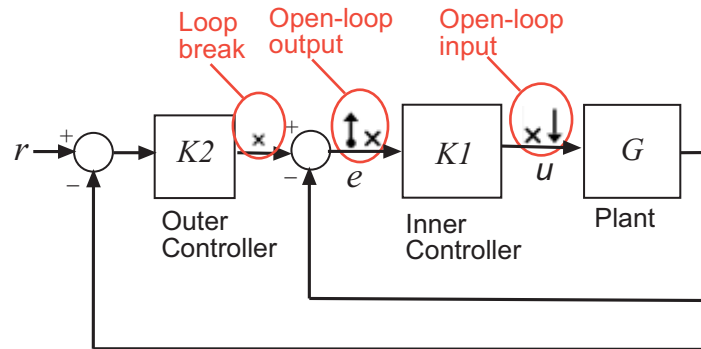 Loop
break
Open-loop
output
Open-loop
input
r
+
−
K2
+
−
e
K1
u
G
Outer
Controller
Inner
Controller
Plant